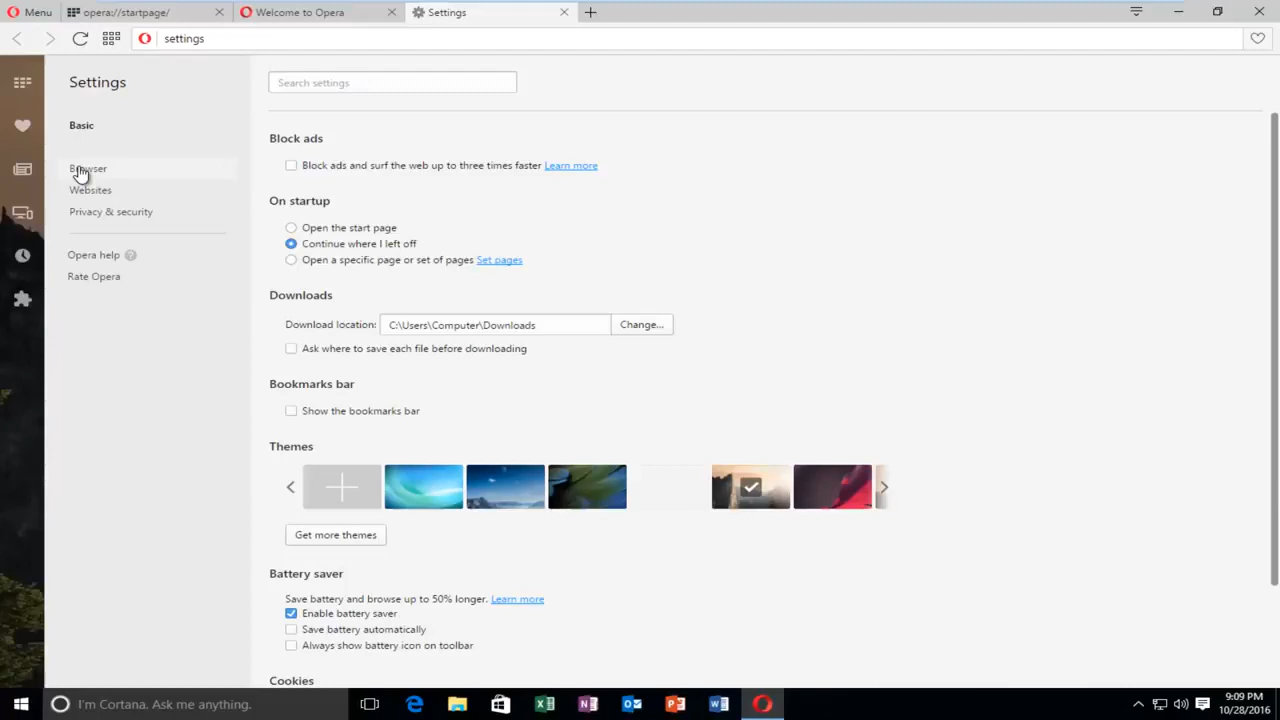 Menu
opera://startpage/
Welcome to Opera
Settings
settings
Settings
Search settings
Basic
Browser
Websites
Privacy & security
Opera help
Rate Opera
Block ads
Block ads and surf the web up to three times faster Learn more
On startup
Open the start page
Continue where I left off
Open a specific page or set of pages Set pages
Downloads
Download location: C:\Users\Computer\Downloads Change...
Ask where to save each file before downloading
Bookmarks bar
Show the bookmarks bar
Themes
Get more themes
Battery saver
Save battery and browse up to 50% longer. Learn more
Enable battery saver
Save battery automatically
Always show battery icon on toolbar
Cookies
I'm Cortana. Ask me anything.
9:09 PM
10/28/2016